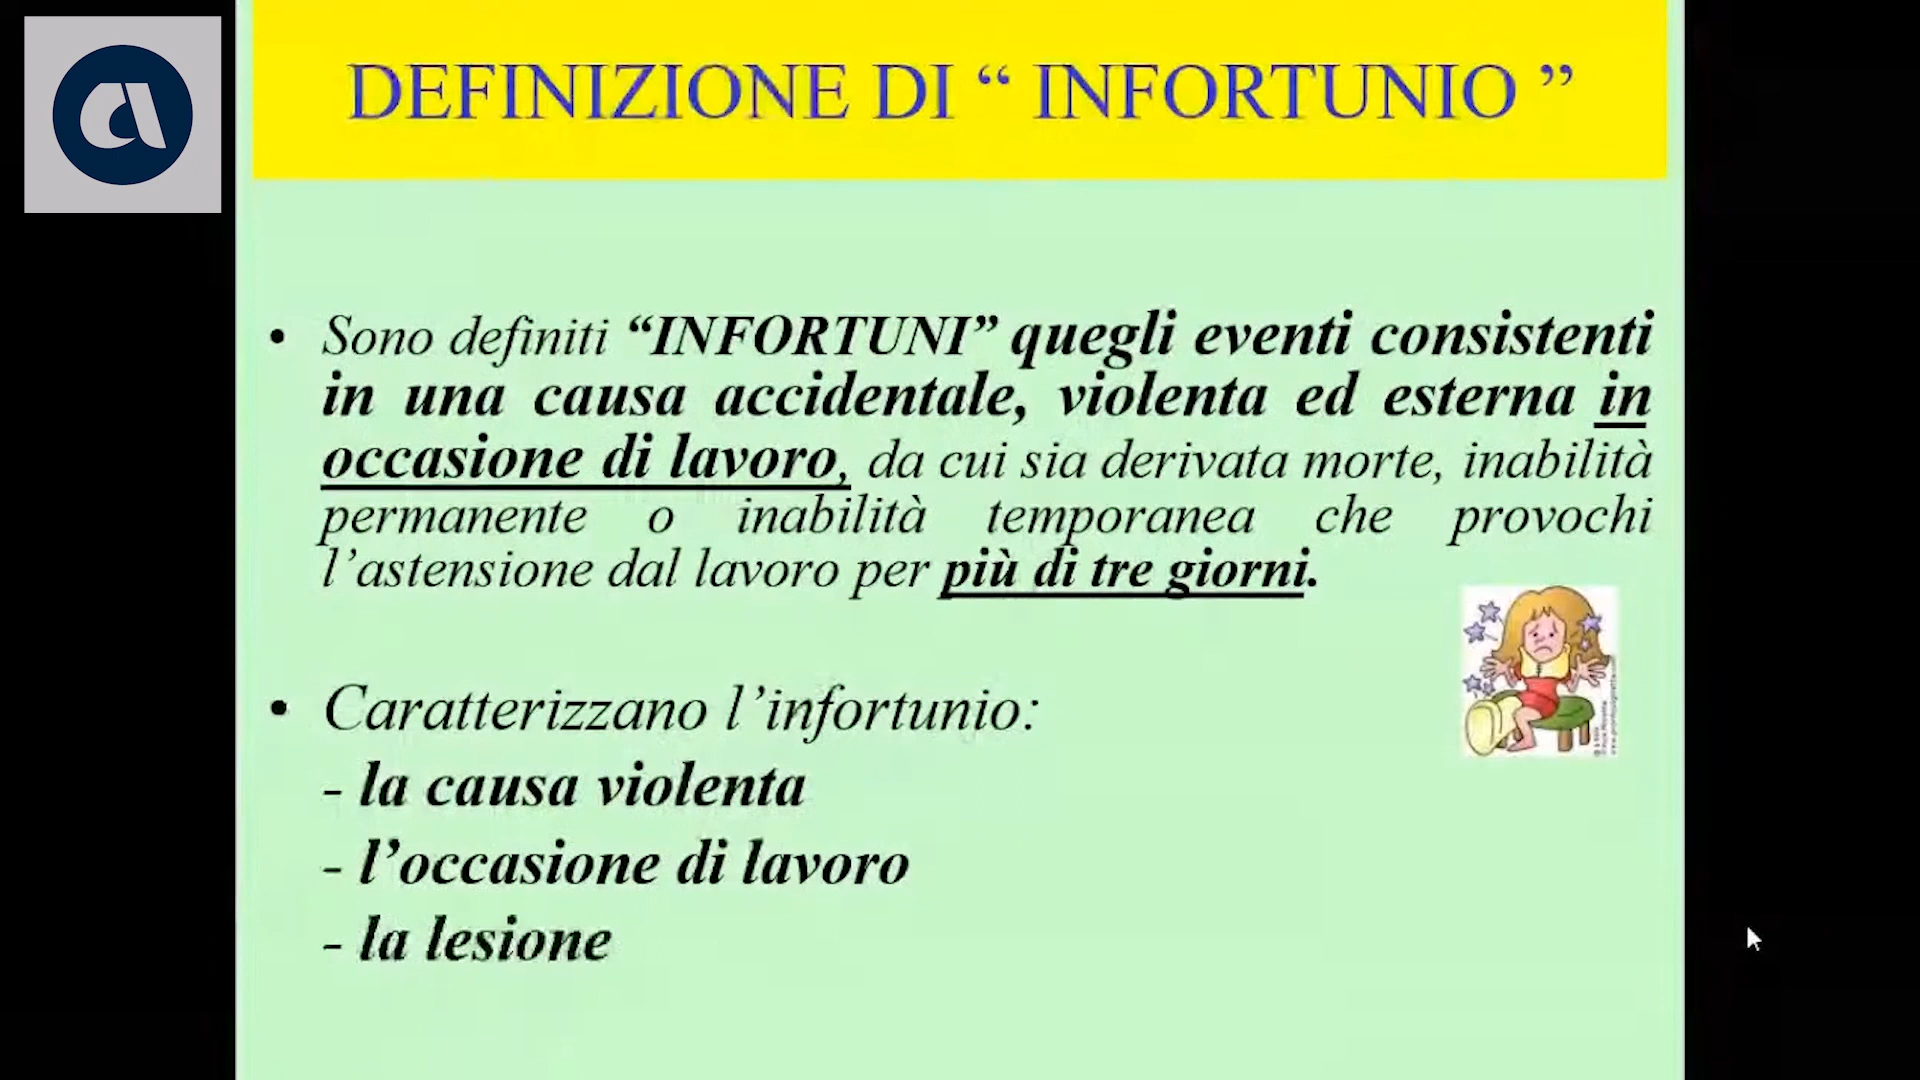 DEFINIZIONE DI “ INFORTUNIO ”
• Sono definiti “INFORTUNI” quegli eventi consistenti
in una causa accidentale, violenta ed esterna in
occasione di lavoro, da cui sia derivata morte, inabilità
permanente o inabilità temporanea che provochi
l’astensione dal lavoro per più di tre giorni.
• Caratterizzano l’infortunio:
- la causa violenta
- l’occasione di lavoro
- la lesione